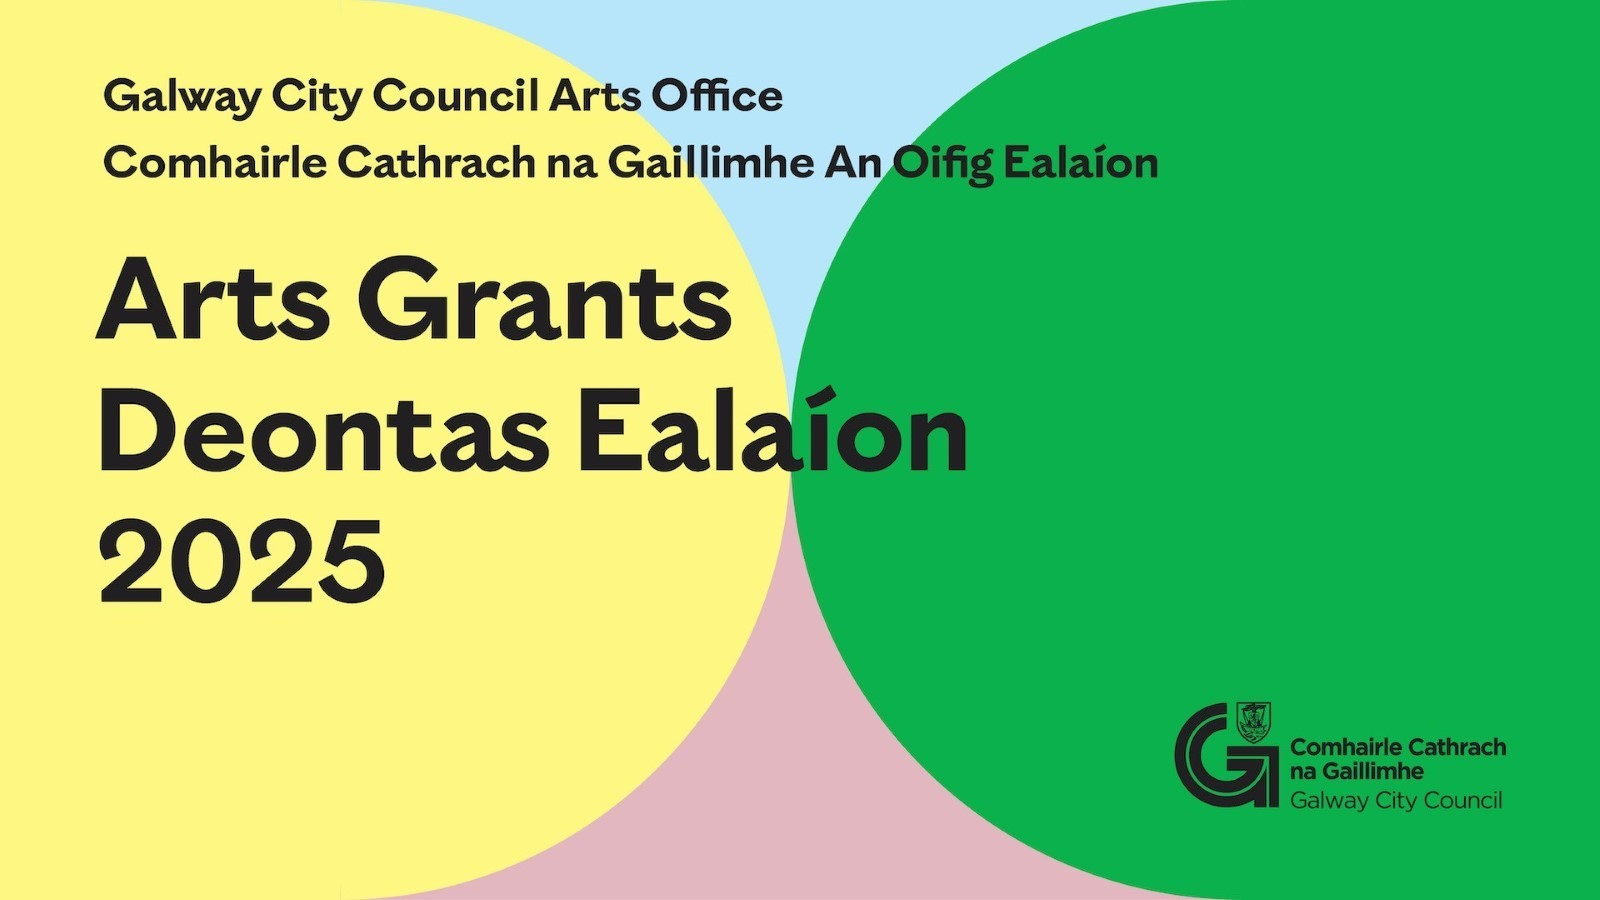 Galway City Council Arts Office
Comhairle Cathrach na Gaillimhe An Oifig Ealaíon
Arts Grants
Deontas Ealaíon
2025
Comhairle Cathrach
na Gaillimhe
Galway City Council